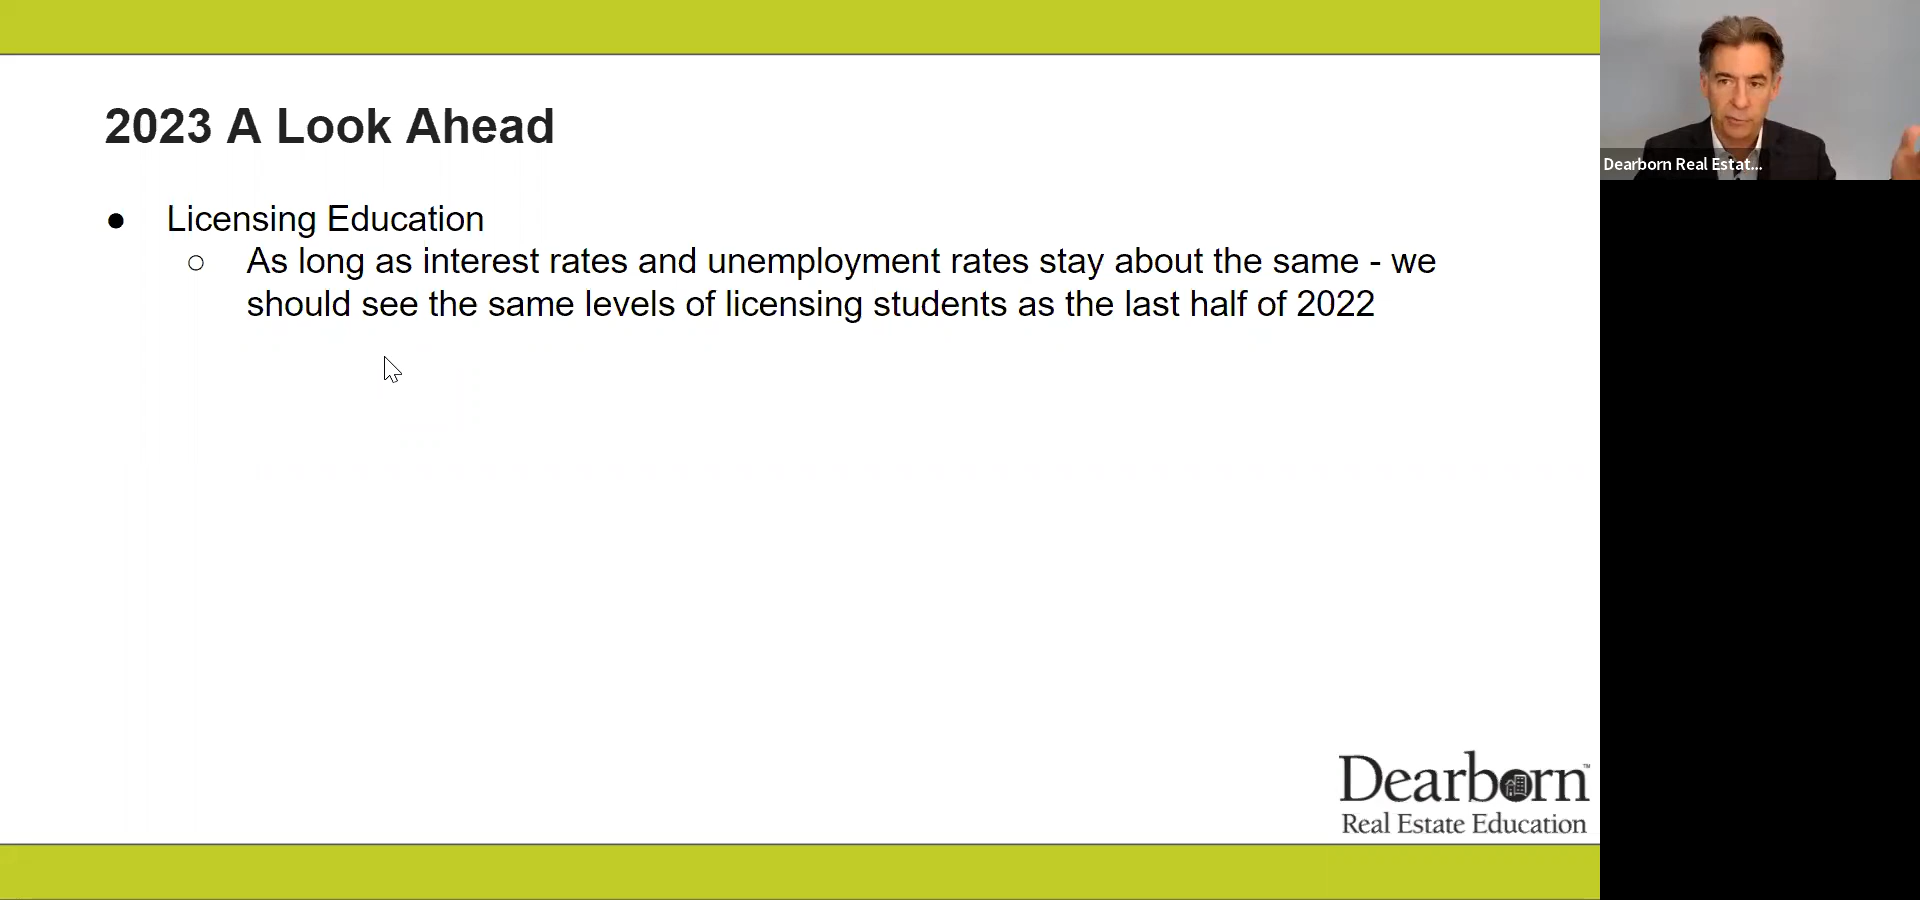 2023 A Look Ahead
● Licensing Education
○ As long as interest rates and unemployment rates stay about the same - we
should see the same levels of licensing students as the last half of 2022
Dearborn™
Real Estate Education
Dearborn Real Estat...